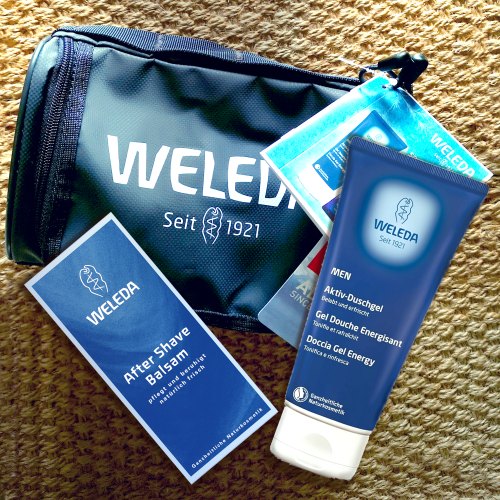 WELEDA
Seit 1921
WELEDA
WELEDA
After Shave
Balsam
pflegt und beruhigt
natürlich frisch
Ganzheitliche Naturkosmetik
WELEDA
Seit 1921
MEN
Aktiv-Duschgel
Belebt und erfrischt
Gel Douche Energisant
Tonifie et rafraîchit
Doccia Gel Energy
Tonifica e rinfresca
Ganzheitliche
Naturkosmetik